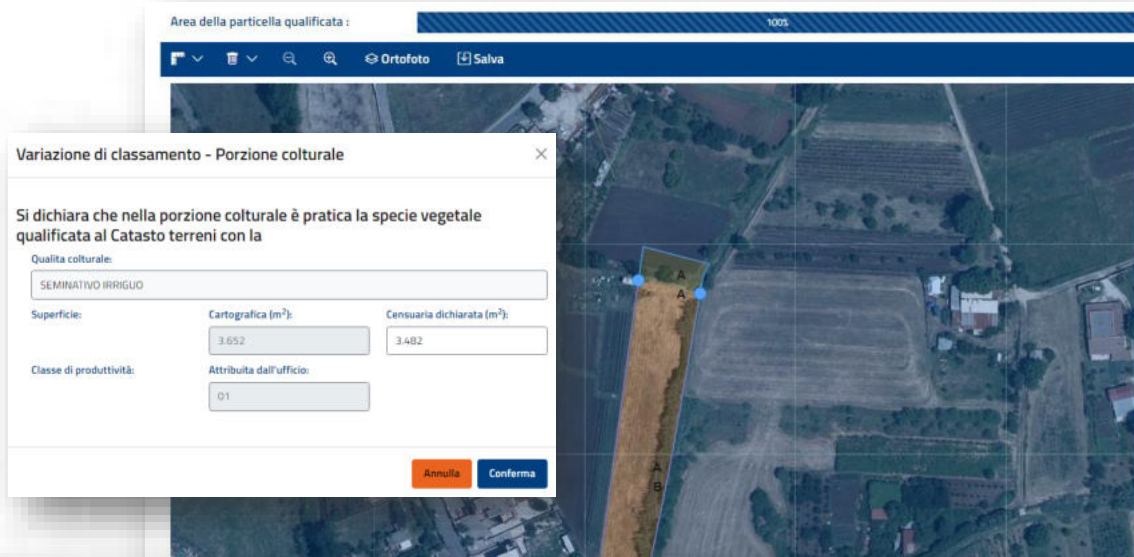 Area della particella qualificata :
100%
Ortofoto
Salva
Variazione di classamento - Porzione colturale
Si dichiara che nella porzione colturale è pratica la specie vegetale
qualificata al Catasto terreni con la
Qualita colturale:
SEMINATIVO IRRIGUO
Superficie:
Cartografica (m²):
Censuaria dichiarata (m²):
3.652
3.482
Classe di produttività:
Attribuita dall'ufficio:
01
Annulla
Conferma
A
A
A
B